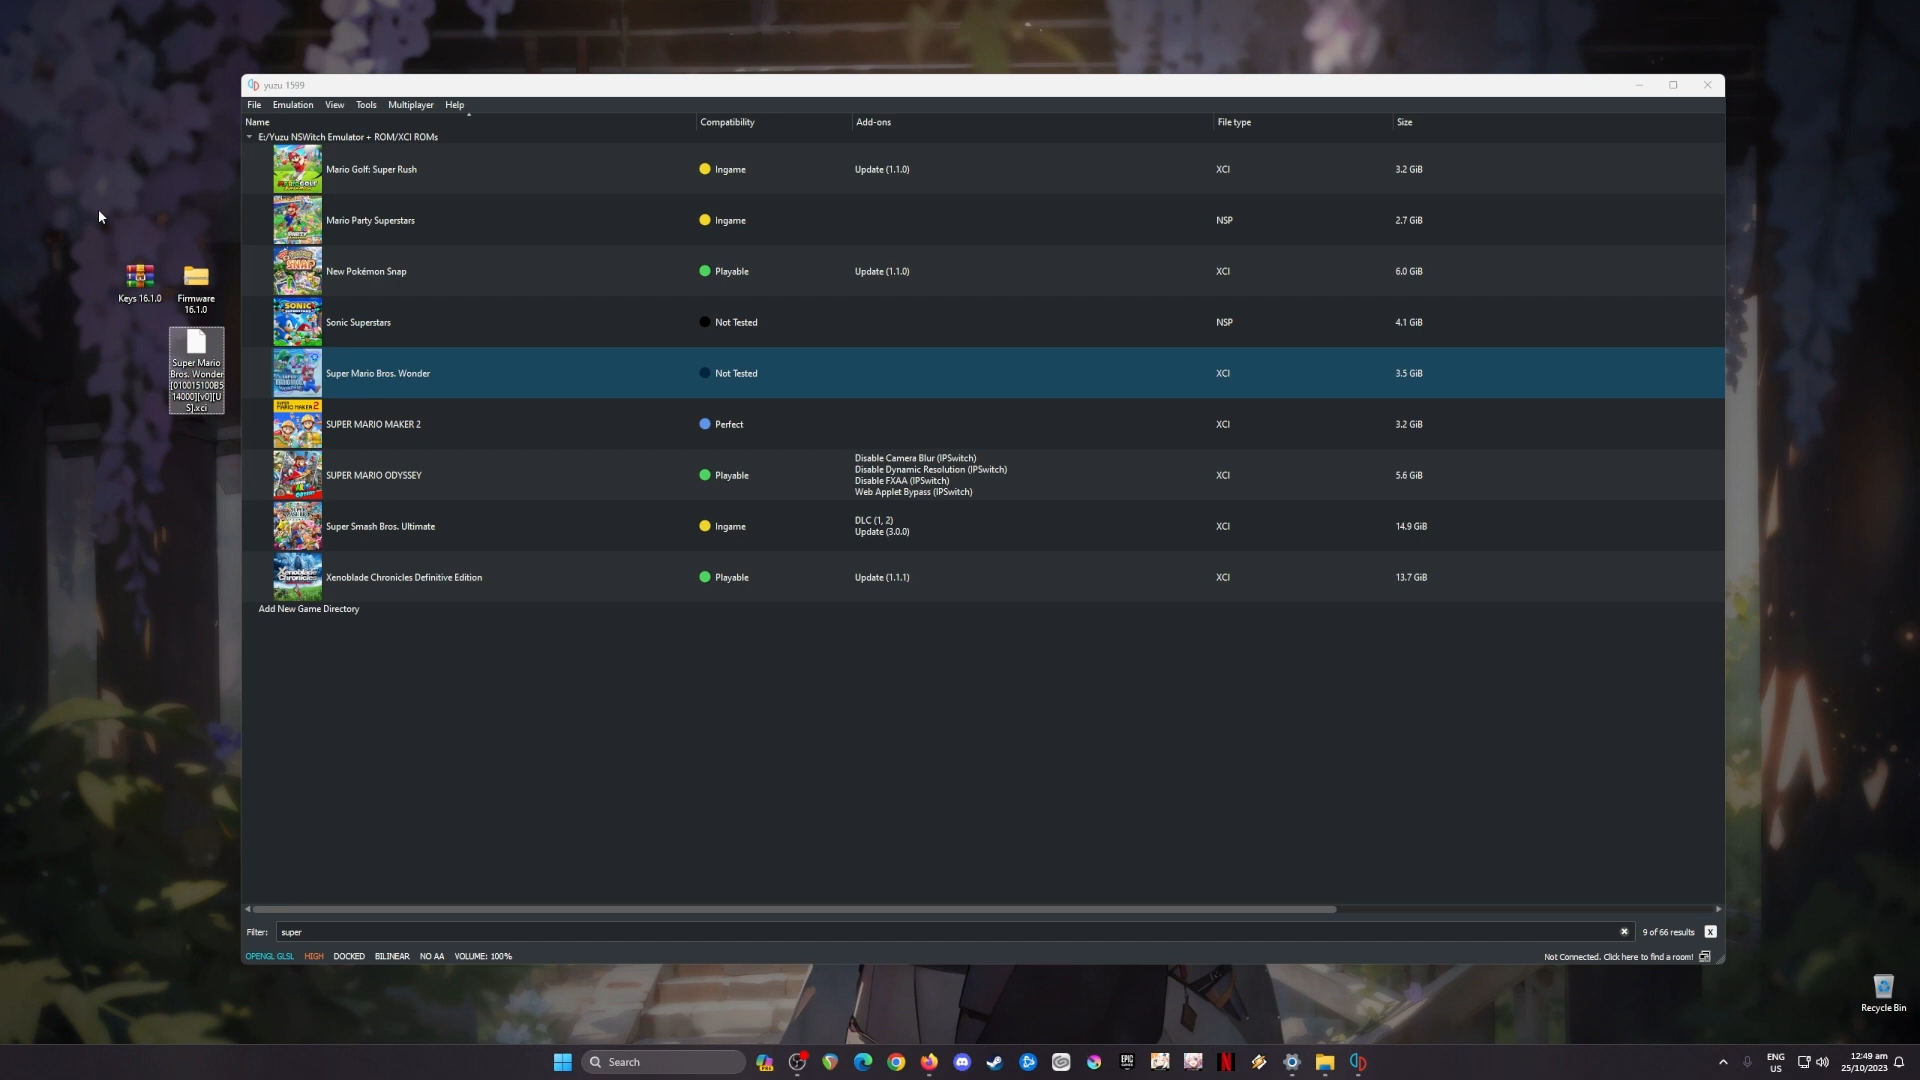 yuzu 1599
File Emulation View Tools Multiplayer Help
Name Compatibility Add-ons File type Size
E:/Yuzu NSWitch Emulator + ROM/XCI ROMs
Mario Golf: Super Rush Ingame Update (1.1.0) XCI 3.2 GiB
Mario Party Superstars Ingame NSP 2.7 GiB
New Pokémon Snap Playable Update (1.1.0) XCI 6.0 GiB
Sonic Superstars Not Tested NSP 4.1 GiB
Super Mario Bros. Wonder Not Tested XCI 3.5 GiB
SUPER MARIO MAKER 2 Perfect XCI 3.2 GiB
SUPER MARIO ODYSSEY Playable XCI 5.6 GiB
Disable Camera Blur (IPSwitch)
Disable Dynamic Resolution (IPSwitch)
Disable FXAA (IPSwitch)
Web Applet Bypass (IPSwitch)
Super Smash Bros. Ultimate Ingame XCI 14.9 GiB
DLC (1, 2)
Update (3.0.0)
Xenoblade Chronicles Definitive Edition Playable Update (1.1.1) XCI 13.7 GiB
Add New Game Directory
Keys 16.1.0
Firmware
16.1.0
Super Mario
Bros. Wonder
[010015100B5
14000][v0][U
S].xci
Filter: super 9 of 66 results X
OPENGL GLSL HIGH DOCKED BILINEAR NO AA VOLUME: 100% Not Connected. Click here to find a room!
Recycle Bin
Search
ENG
US
12:49 am
25/10/2023